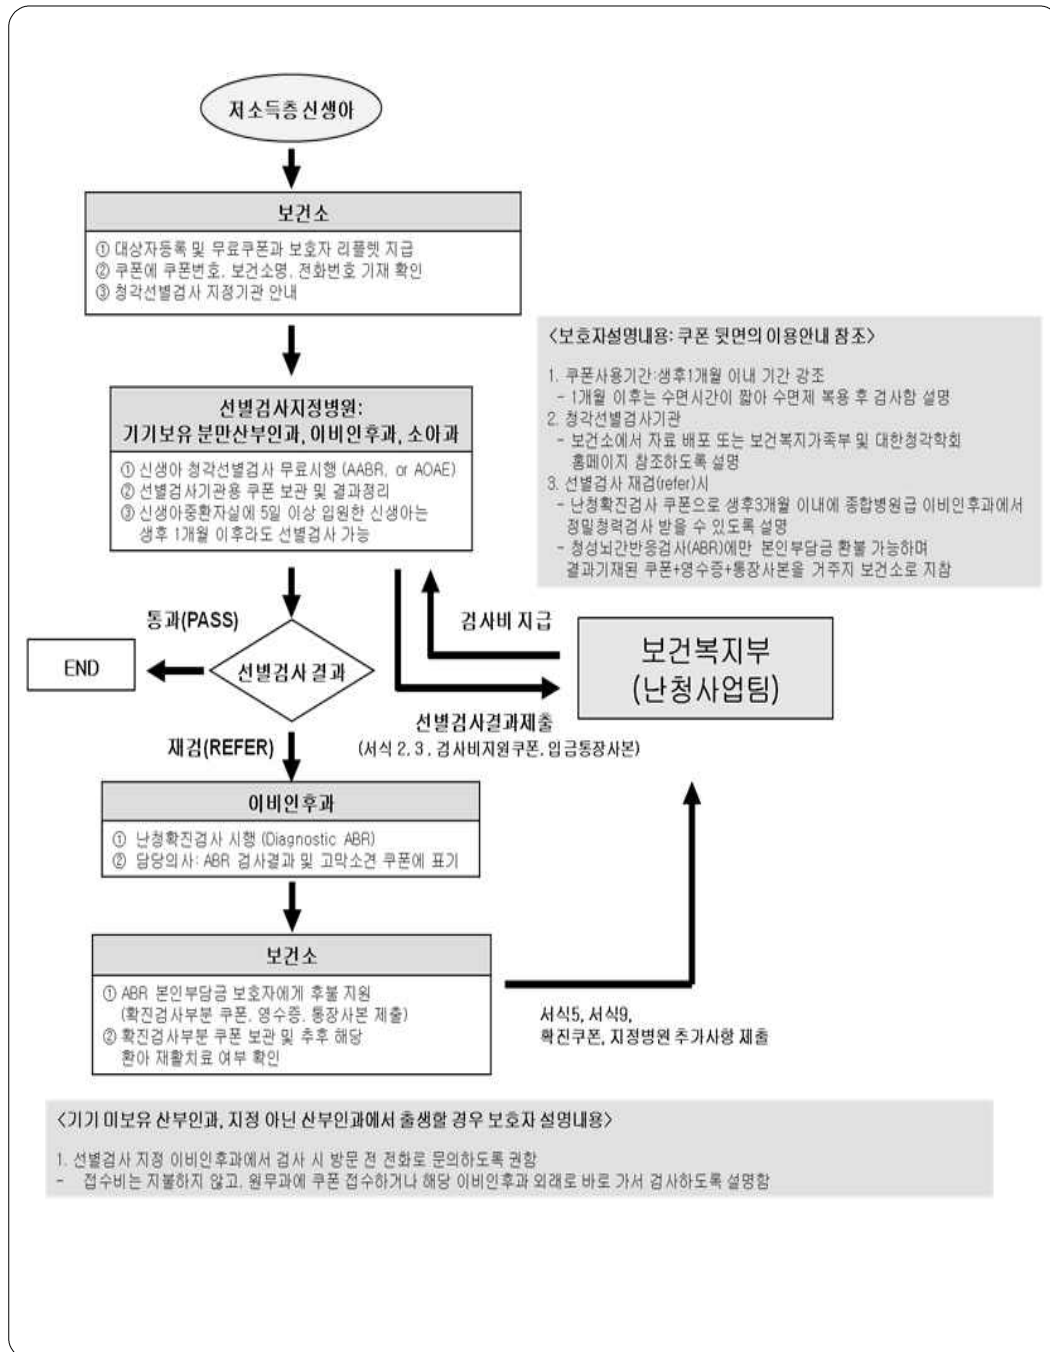 저소득층 신생아
보건소
① 대상자등록 및 무료쿠폰과 보호자 리플렛 지급
② 쿠폰에 쿠폰번호, 보건소명, 전화번호 기재 확인
③ 청각선별검사 지정기관 안내
<보호자설명내용: 쿠폰 뒷면의 이용안내 참조>
1. 쿠폰사용기간:생후1개월 이내 기간 강조
- 1개월 이후는 수면시간이 짧아 수면제 복용 후 검사함 설명
2. 청각선별검사기관
- 보건소에서 자료 배포 또는 보건복지가족부 및 대한청각학회
홈페이지 참조하도록 설명
3. 선별검사 재검(refer)시
- 난청확진검사 쿠폰으로 생후3개월 이내에 종합병원급 이비인후과에서
정밀청력검사 받을 수 있도록 설명
- 청성뇌간반응검사(ABR)에만 본인부담금 환불 가능하며
결과기재된 쿠폰+영수증+통장사본을 거주지 보건소로 지참
선별검사지정병원:
기기보유 분만산부인과, 이비인후과, 소아과
① 신생아 청각선별검사 무료시행 (AABR, or AOAE)
② 선별검사기관용 쿠폰 보관 및 결과정리
③ 신생아중환자실에 5일 이상 입원한 신생아는
생후 1개월 이후라도 선별검사 가능
통과(PASS)
검사비 지급
END
선별검사 결과
보건복지부
(난청사업팀)
선별검사결과제출
(서식 2, 3 , 검사비지원쿠폰, 입금통장사본)
재검(REFER)
이비인후과
① 난청확진검사 시행 (Diagnostic ABR)
② 담당의사: ABR 검사결과 및 고막소견 쿠폰에 표기
보건소
① ABR 본인부담금 보호자에게 후불 지원
(확진검사부분 쿠폰, 영수증, 통장사본 제출)
② 확진검사부분 쿠폰 보관 및 추후 해당
환아 재활치료 여부 확인
서식5, 서식9,
확진쿠폰, 지정병원 추가사항 제출
<기기 미보유 산부인과, 지정 아닌 산부인과에서 출생할 경우 보호자 설명내용>
1. 선별검사 지정 이비인후과에서 검사 시 방문 전 전화로 문의하도록 권함
- 접수비는 지불하지 않고, 원무과에 쿠폰 접수하거나 해당 이비인후과 외래로 바로 가서 검사하도록 설명함